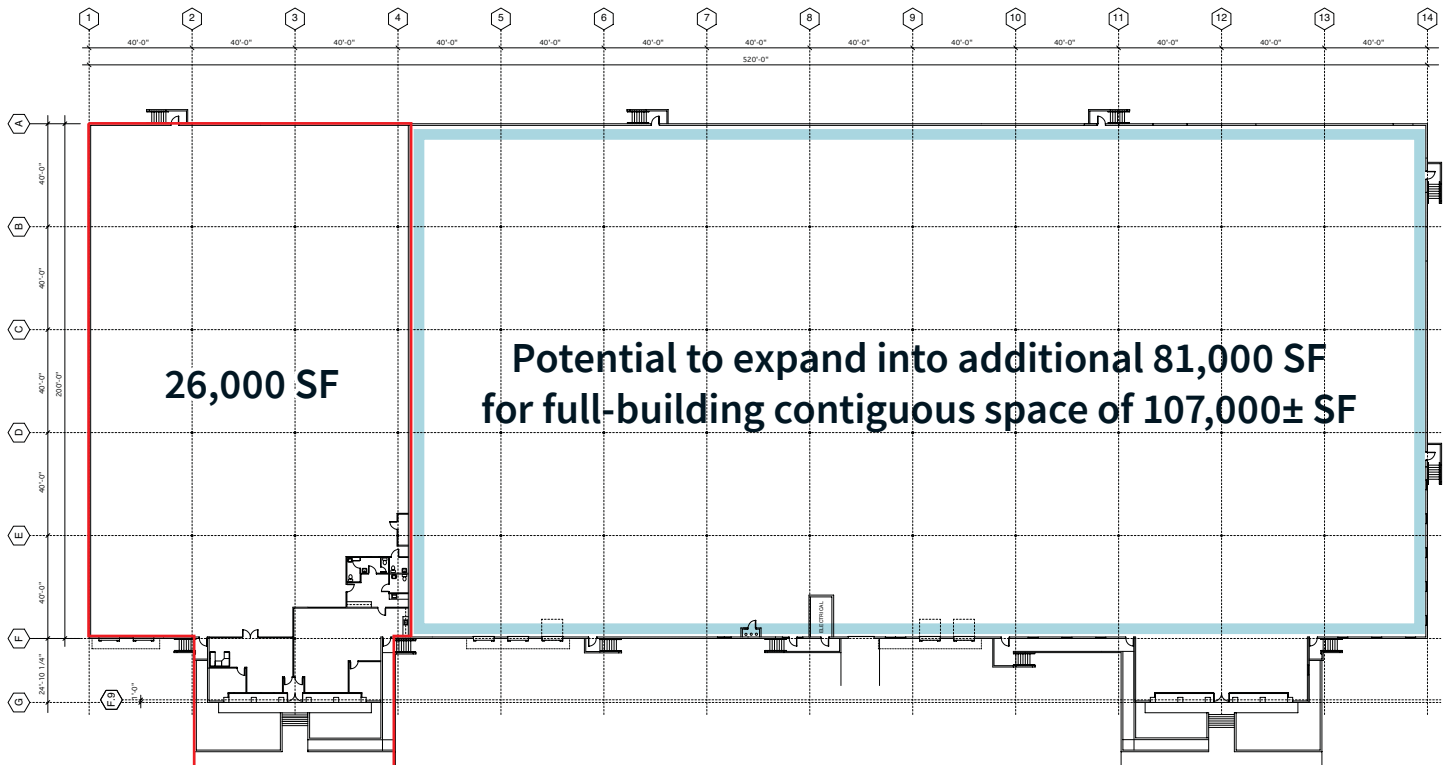 1 2 3 4 5 6 7 8 9 10 11 12 13 14
40'-0" 40'-0" 40'-0" 40'-0" 40'-0" 40'-0" 40'-0" 40'-0" 40'-0" 40'-0" 40'-0" 40'-0" 40'-0"
520'-0"
A
40'-0"
B
40'-0"
C
Potential to expand into additional 81,000 SF
26,000 SF
40'-0"
200'-0"
for full-building contiguous space of 107,000± SF
D
40'-0"
E
40'-0"
ELECTRICAL
F
24'-10 1/4"
G
F.9
1'-0"